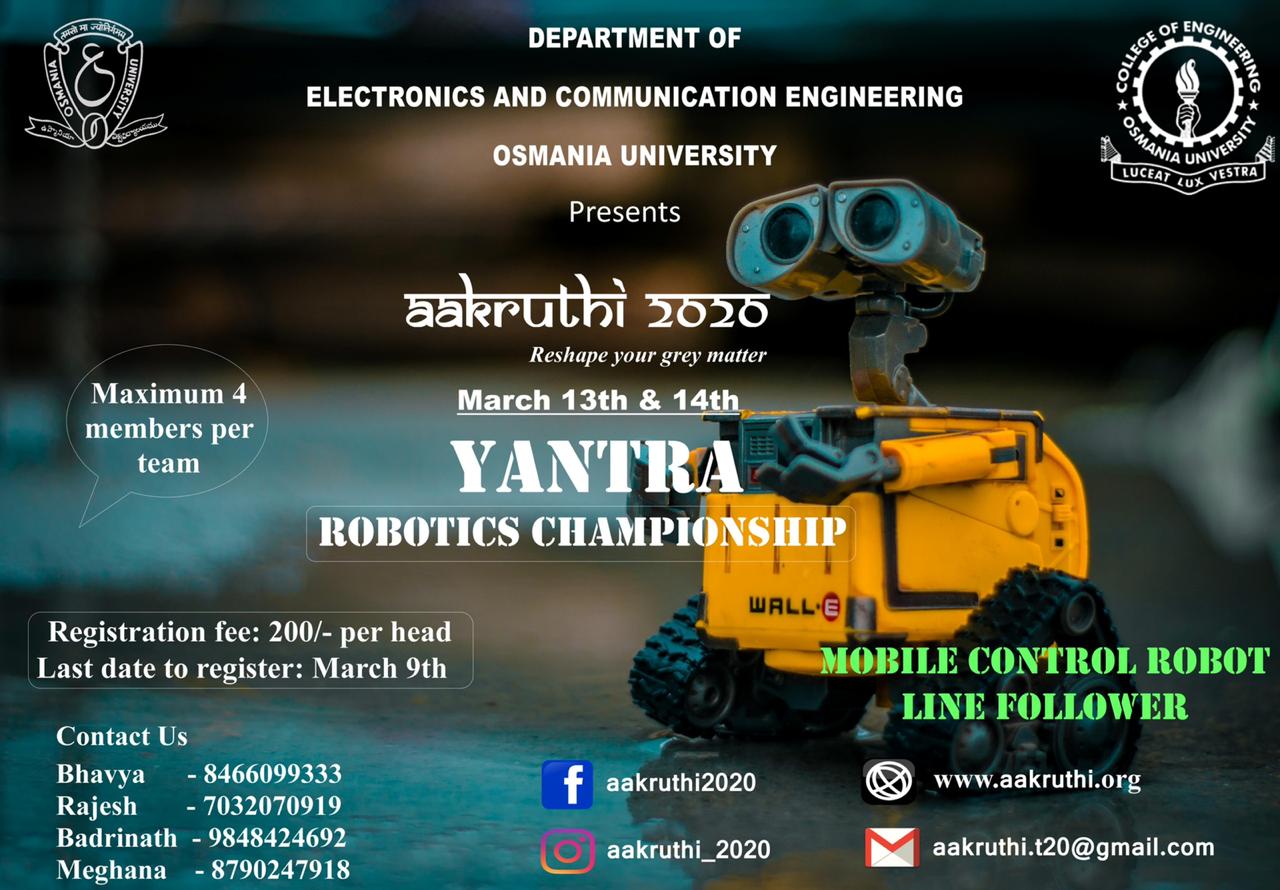 तमसो मा ज्योतिर्गमय
OSMANIA UNIVERSITY
DEPARTMENT OF
ELECTRONICS AND COMMUNICATION ENGINEERING
OSMANIA UNIVERSITY
Presents
COLLEGE OF ENGINEERING
OSMANIA UNIVERSITY
LUCEAT LUX VESTRA
aakruthi 2020
Reshape your grey matter
March 13th & 14th
Maximum 4
members per
team
YANTRA
ROBOTICS CHAMPIONSHIP
WALL-E
Registration fee: 200/- per head
Last date to register: March 9th
MOBILE CONTROL ROBOT
LINE FOLLOWER
Contact Us
Bhavya - 8466099333
Rajesh - 7032070919
Badrinath - 9848424692
Meghana - 8790247918
aakruthi2020
aakruthi_2020
www.aakruthi.org
aakruthi.t20@gmail.com